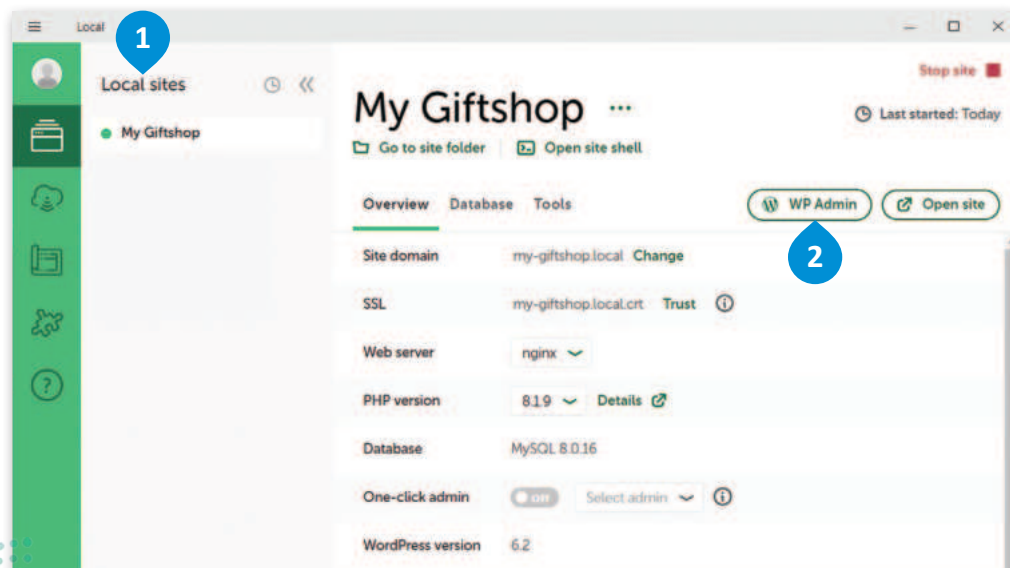 Local
1
Local sites
My Giftshop
Stop site
My Giftshop ...
Last started: Today
Go to site folder
Open site shell
Overview Database Tools
WP Admin
Open site
2
Site domain my-giftshop.local Change
SSL my-giftshop.local.crt Trust
Web server nginx
PHP version 8.1.9 Details
Database MySQL 8.0.16
One-click admin off Select admin
WordPress version 6.2